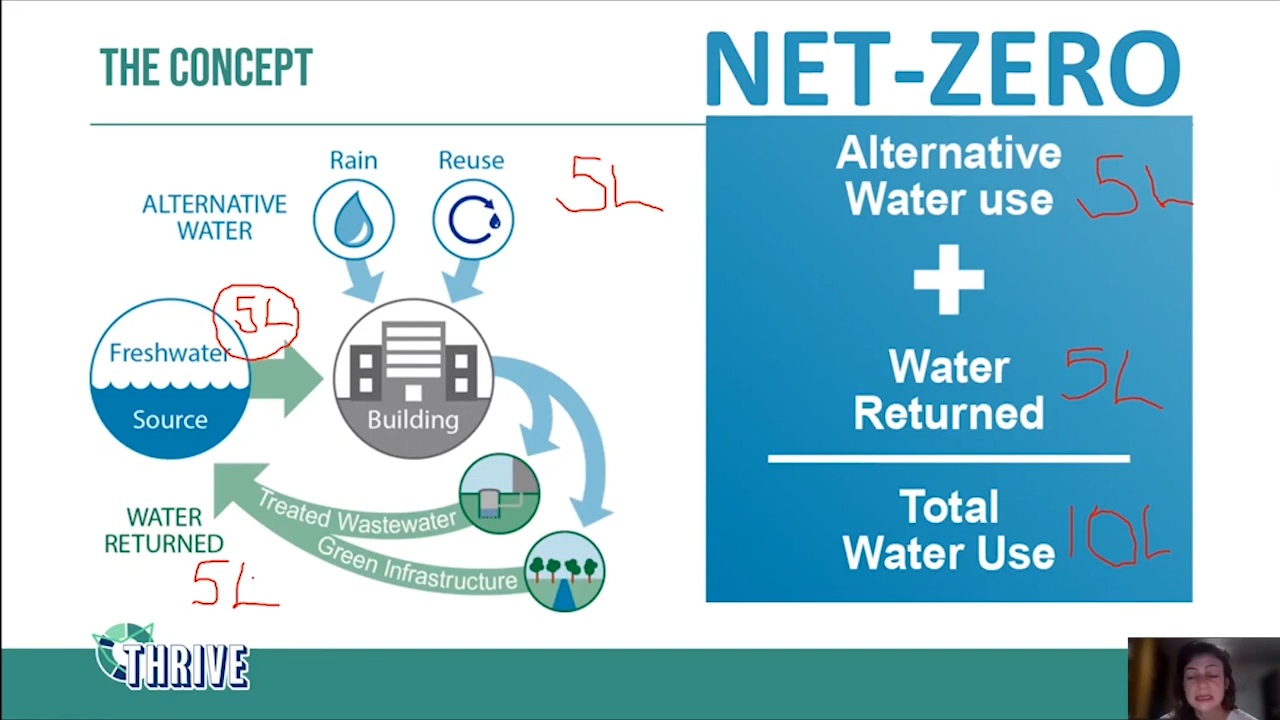 THE CONCEPT
NET-ZERO
Rain
Reuse
5L
ALTERNATIVE
WATER
5L
Freshwater
Source
Building
Treated Wastewater
Green Infrastructure
WATER
RETURNED
5L
THRIVE
Alternative
Water use 5L
+
Water
Returned 5L
Total
Water Use 10L